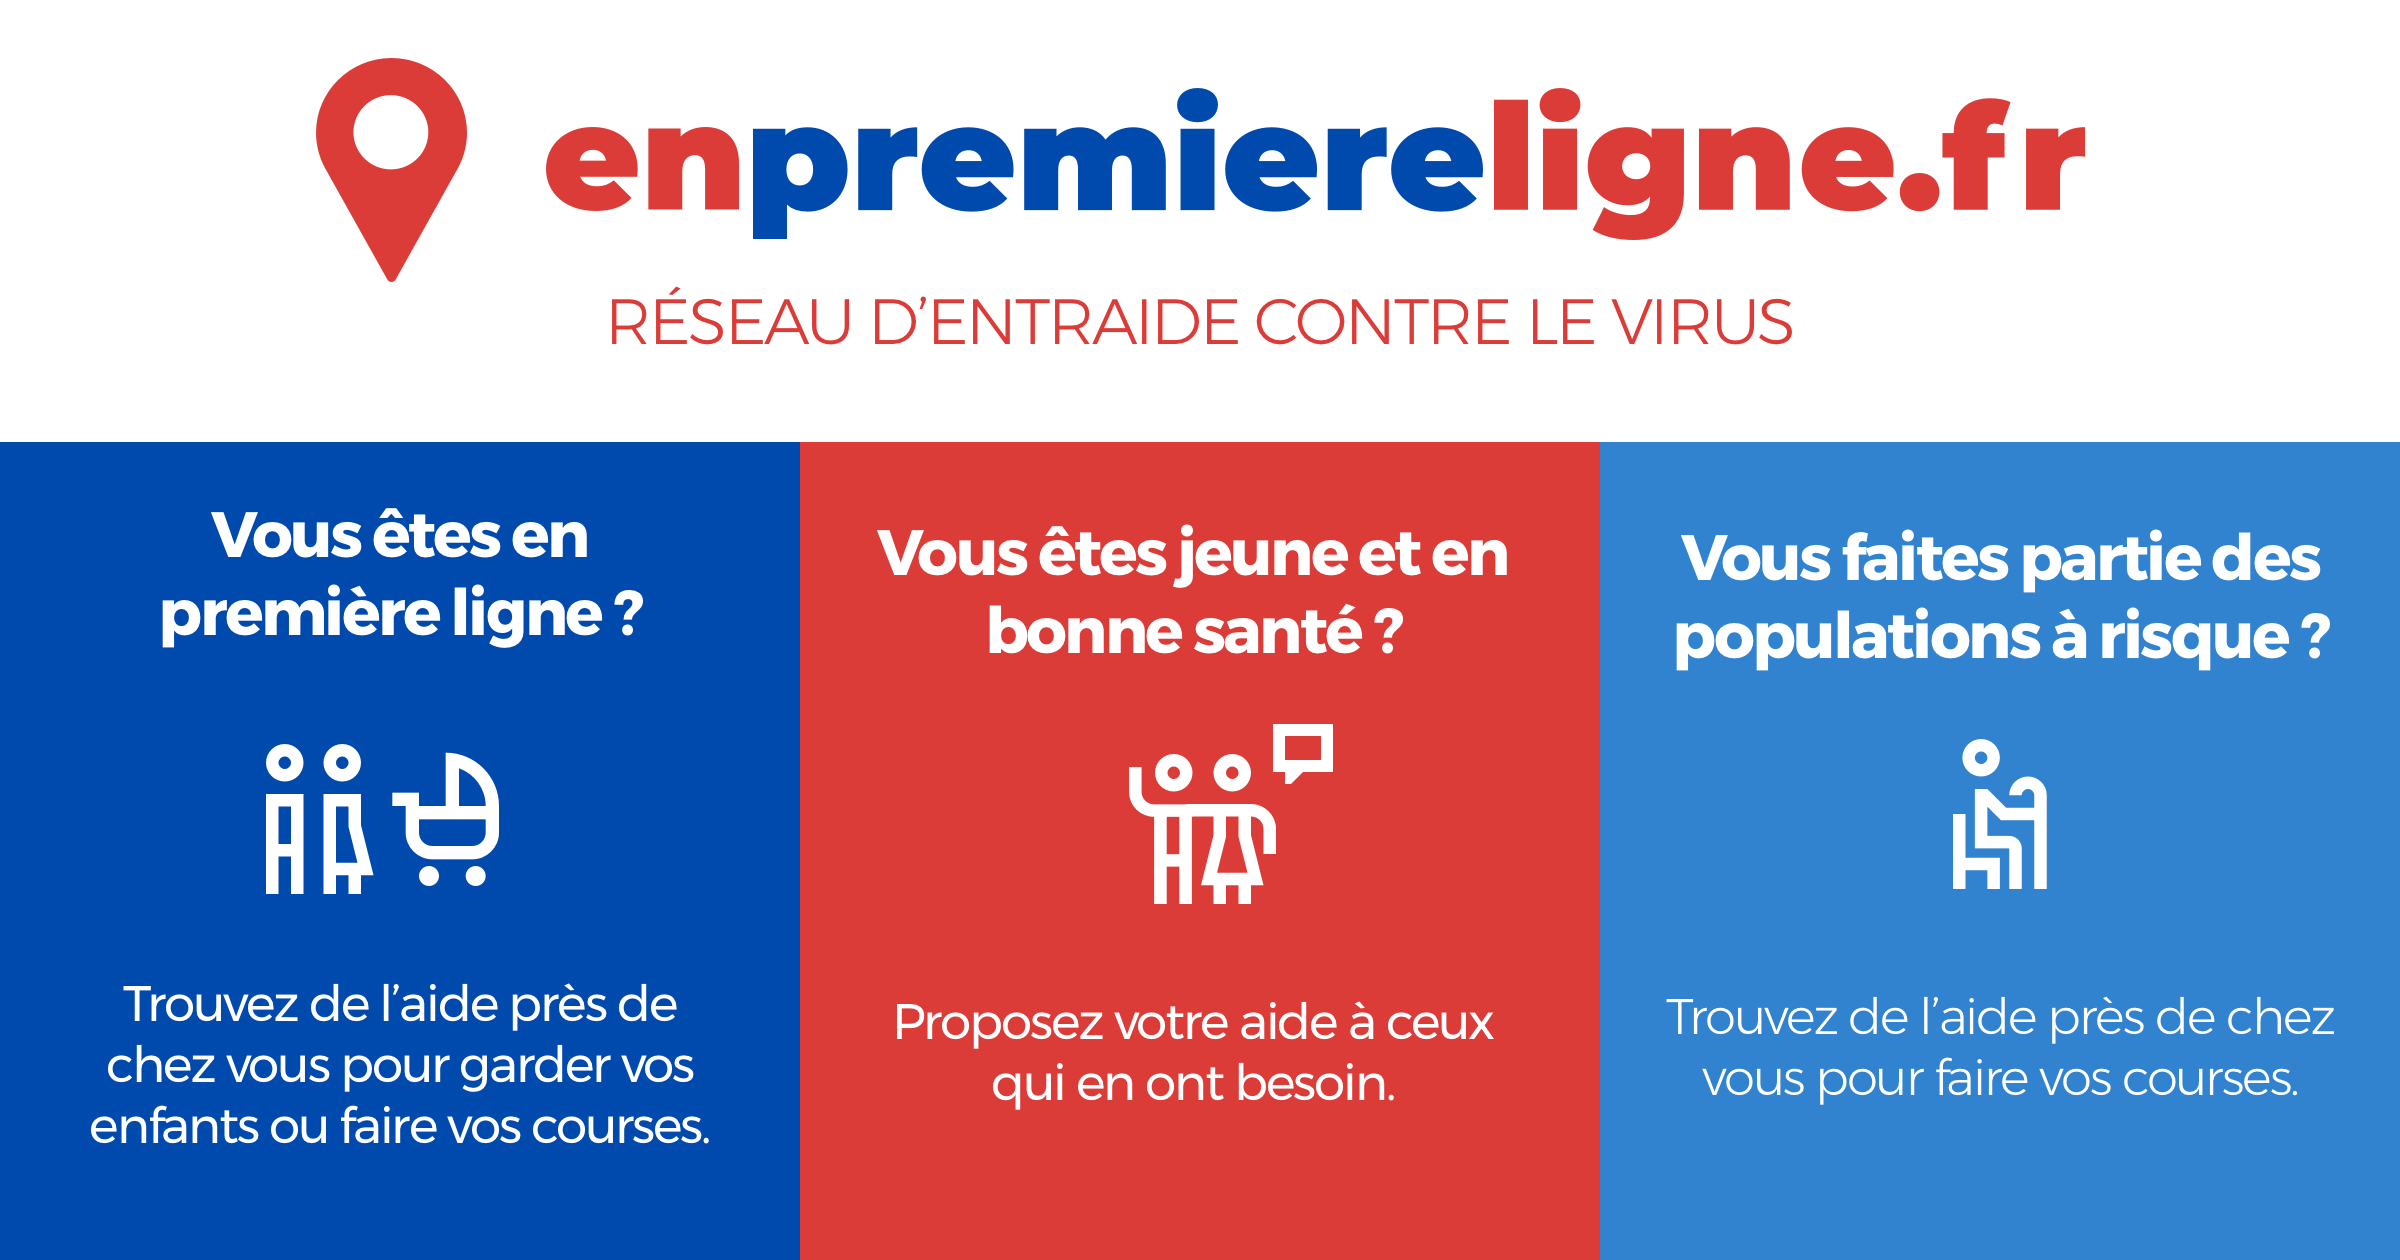 enpremiereligne.fr
RÉSEAU D’ENTRAIDE CONTRE LE VIRUS
Vous êtes en
première ligne ?
Trouvez de l’aide près de
chez vous pour garder vos
enfants ou faire vos courses.
Vous êtes jeune et en
bonne santé ?
Proposez votre aide à ceux
qui en ont besoin.
Vous faites partie des
populations à risque ?
Trouvez de l’aide près de chez
vous pour faire vos courses.